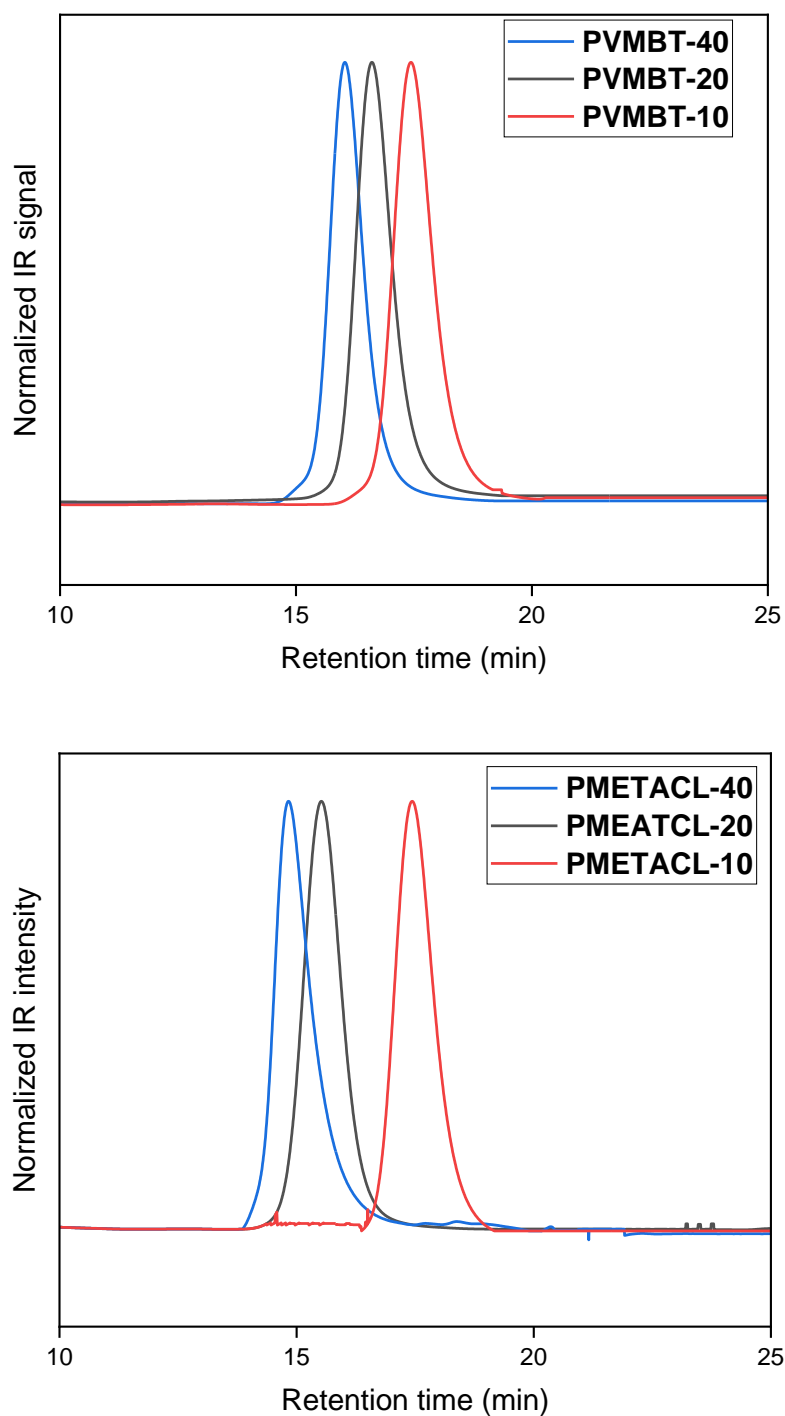 PVMBT-40
PVMBT-20
PVMBT-10
Normalized IR signal
10 15 20 25
Retention time (min)
PMETACL-40
PMEATCL-20
PMETACL-10
Normalized IR intensity
10 15 20 25
Retention time (min)